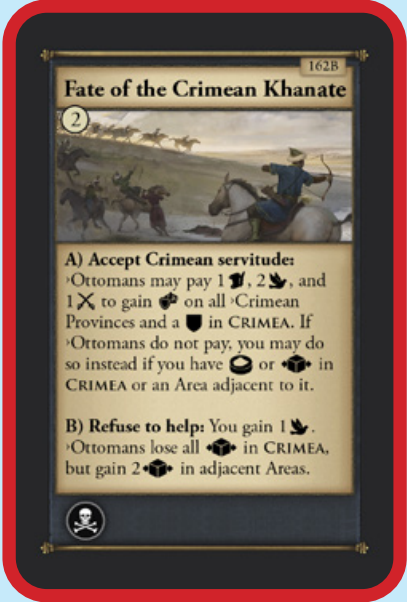 162B
Fate of the Crimean Khanate
2
A) Accept Crimean servitude:
›Ottomans may pay 1 , 2 , and
1 to gain on all ›Crimean
Provinces and a in CRIMEA. If
›Ottomans do not pay, you may do
so instead if you have or in
CRIMEA or an Area adjacent to it.
B) Refuse to help: You gain 1 .
›Ottomans lose all in CRIMEA,
but gain 2 in adjacent Areas.